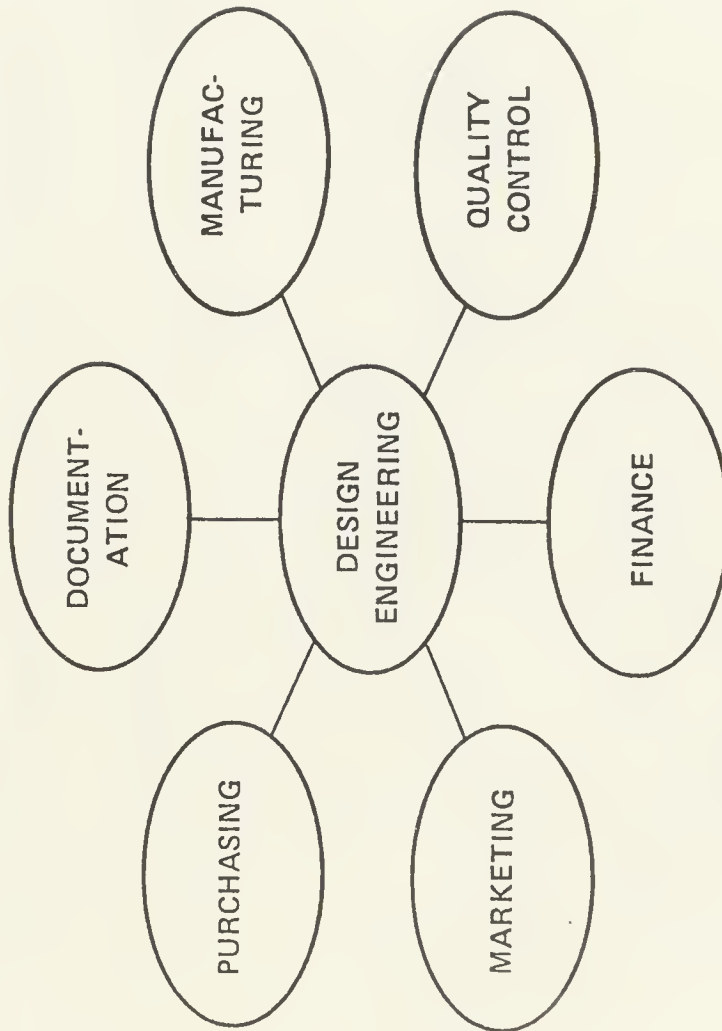 DOCUMENT-
ATION
PURCHASING
MANUFAC-
TURING
DESIGN
ENGINEERING
MARKETING
QUALITY
CONTROL
FINANCE